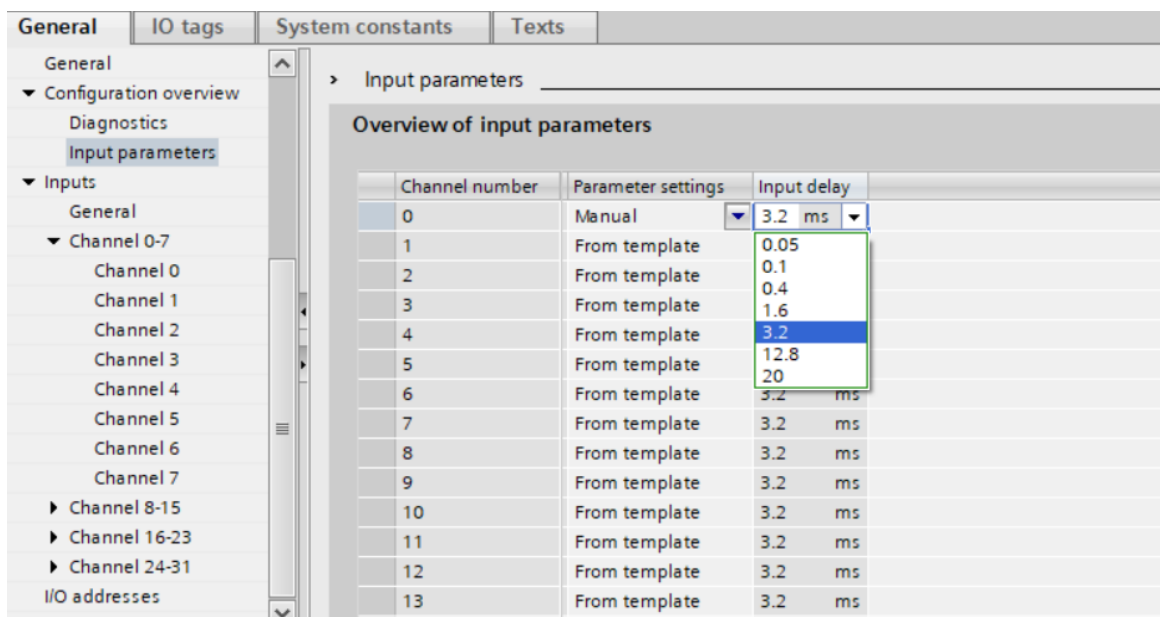 General IO tags System constants Texts
General
Configuration overview
Diagnostics
Input parameters
Inputs
General
Channel 0-7
Channel 0
Channel 1
Channel 2
Channel 3
Channel 4
Channel 5
Channel 6
Channel 7
Channel 8-15
Channel 16-23
Channel 24-31
I/O addresses
Input parameters
Overview of input parameters
Channel number Parameter settings Input delay
0 Manual 3.2 ms
1 From template
2 From template
3 From template
4 From template
5 From template
6 From template 3.2 ms
7 From template 3.2 ms
8 From template 3.2 ms
9 From template 3.2 ms
10 From template 3.2 ms
11 From template 3.2 ms
12 From template 3.2 ms
13 From template 3.2 ms
0.05
0.1
0.4
1.6
3.2
12.8
20